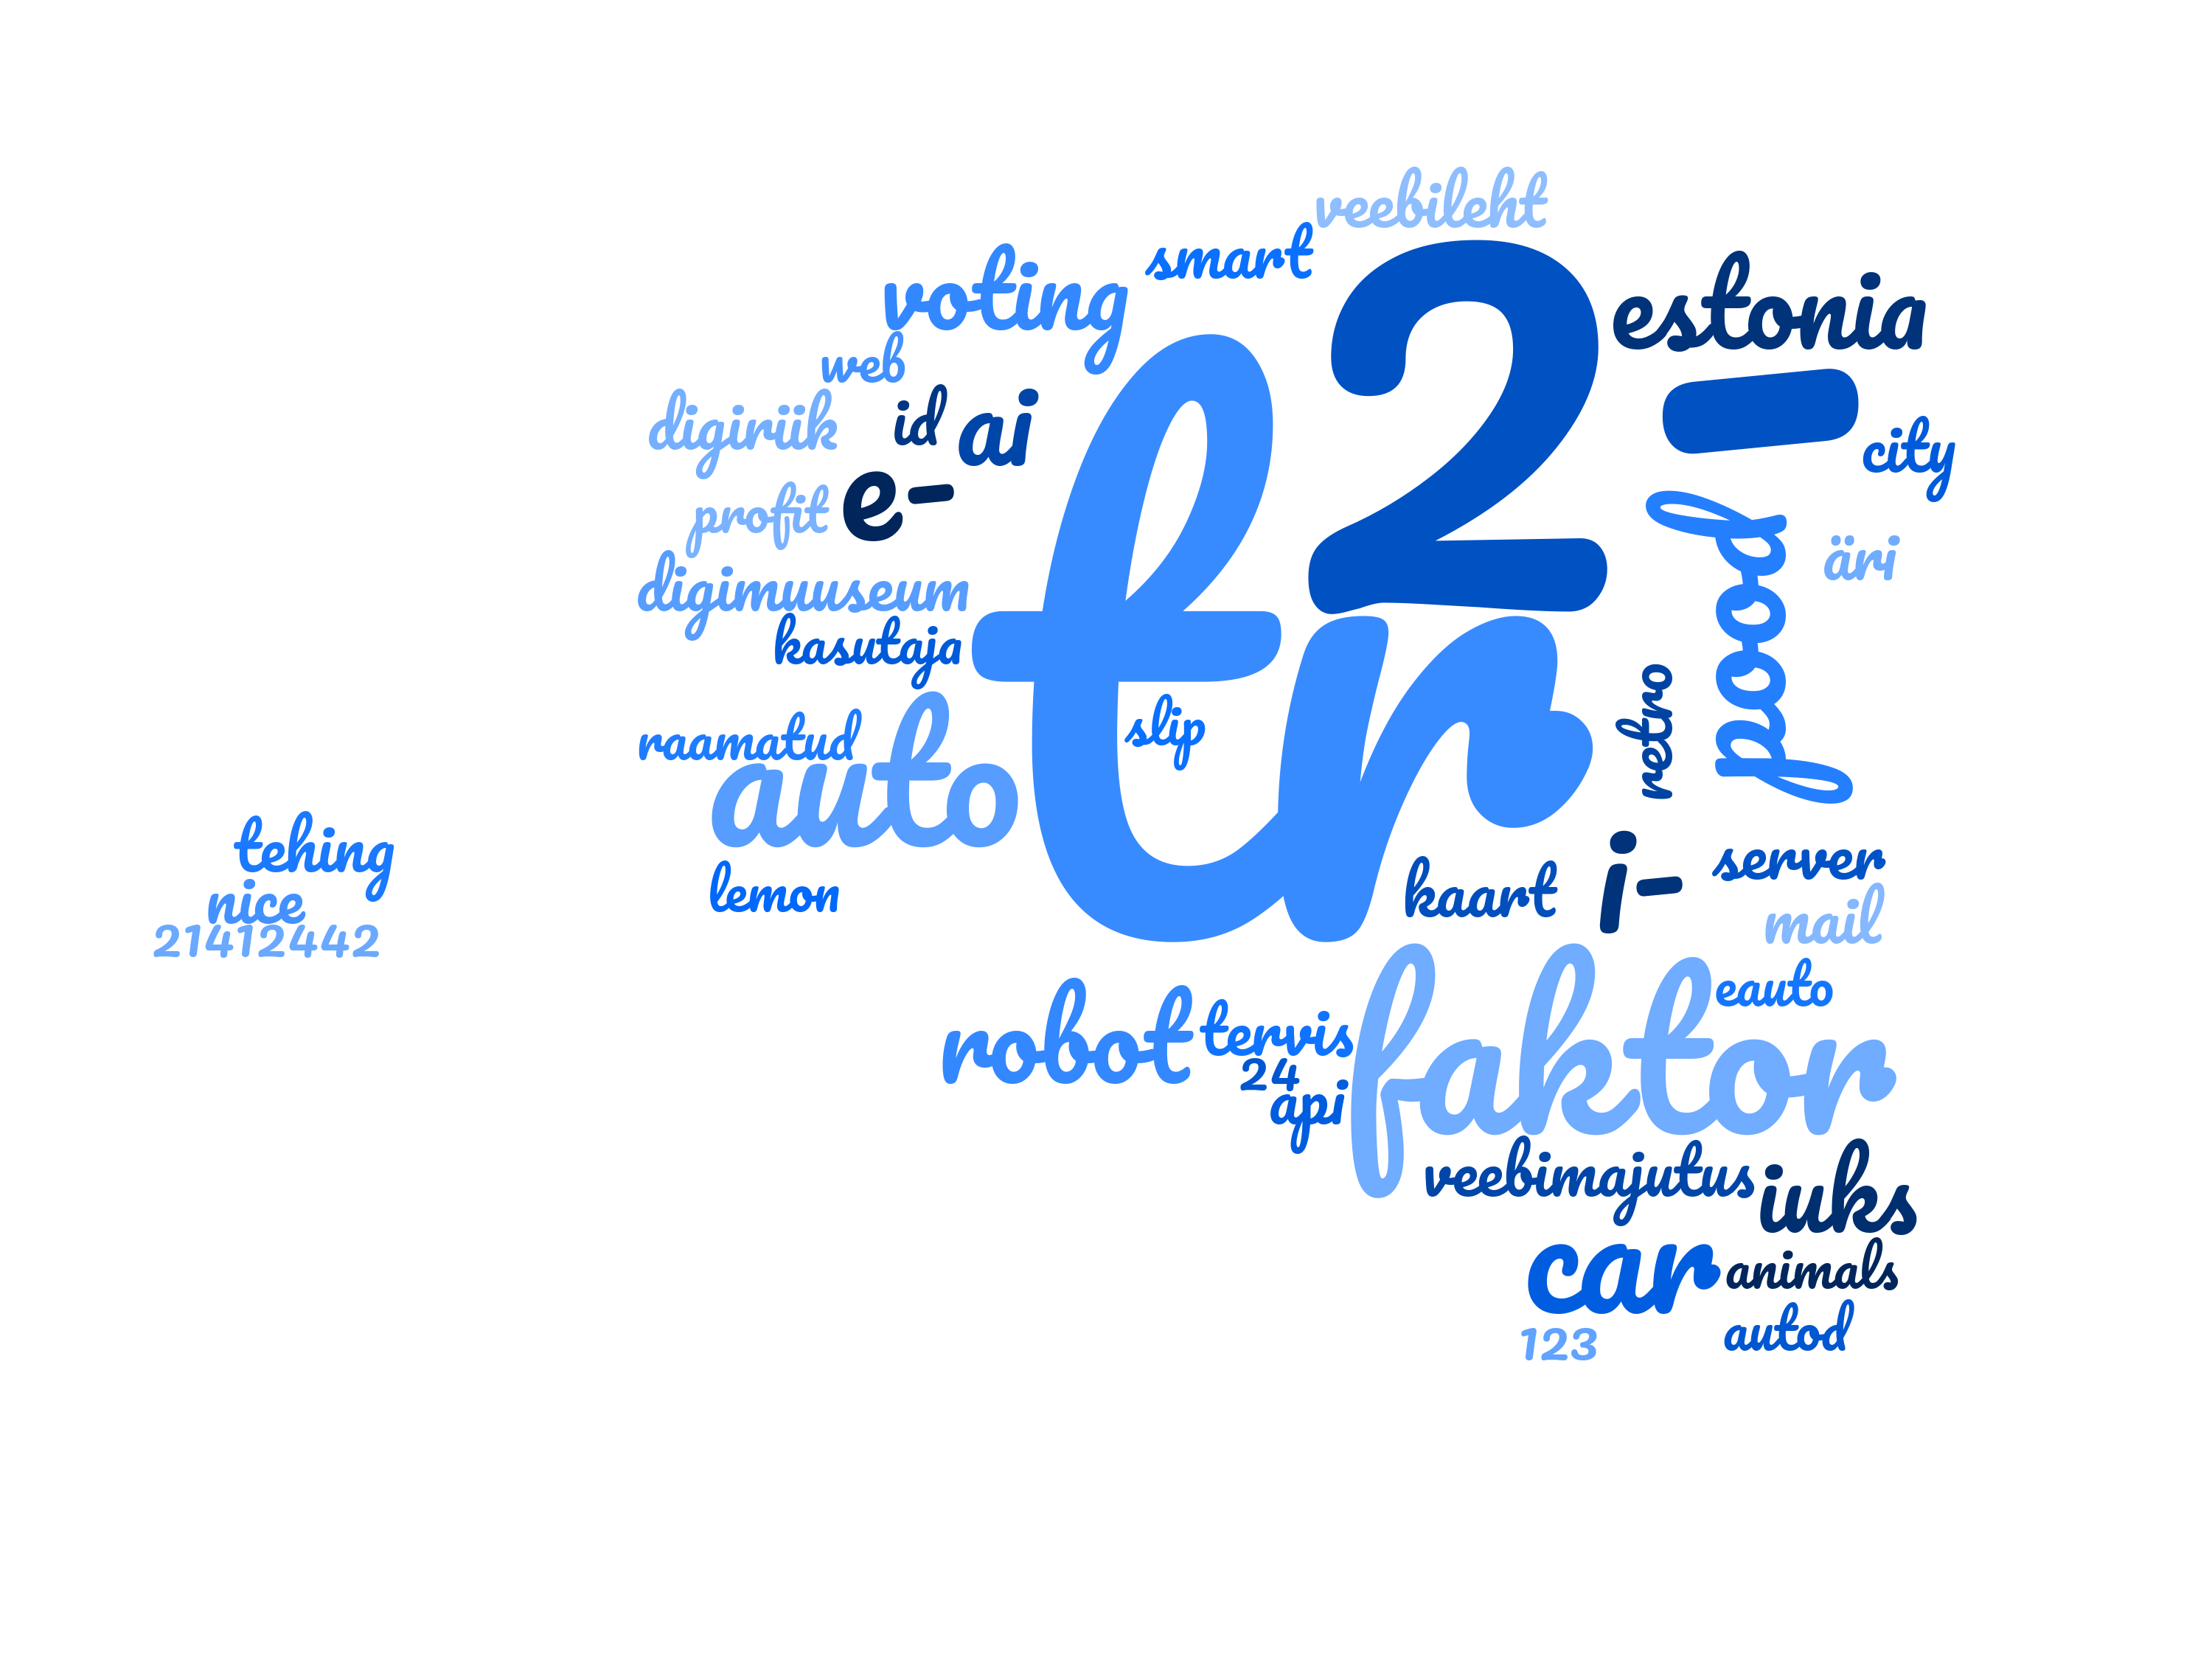 veebileht
smart
voting
2-
estonia
web
digiriik
id
ai
city
e-
profit
äri
digimuuseum
kasutaja
tr
pood
metro
slip
raamatud
auto
tehing
nice
21412442
lemon
kaart
i-
server
mail
eauto
robot
tervis
24
api
faktor
veebimajutus
iuks
car
animals
autod
123